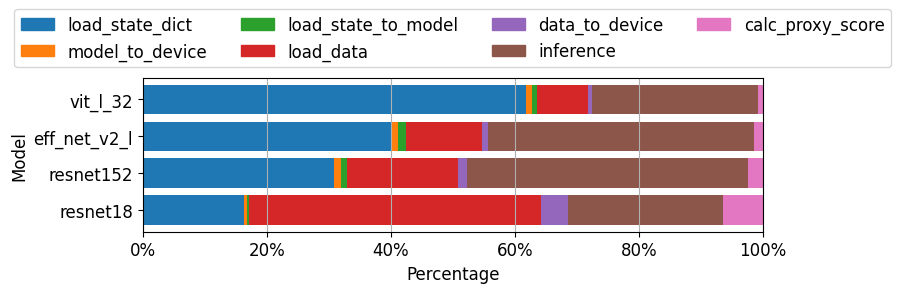 load_state_dict load_state_to_model data_to_device calc_proxy_score
model_to_device load_data inference
Model
vit_l_32
eff_net_v2_l
resnet152
resnet18
0% 20% 40% 60% 80% 100%
Percentage